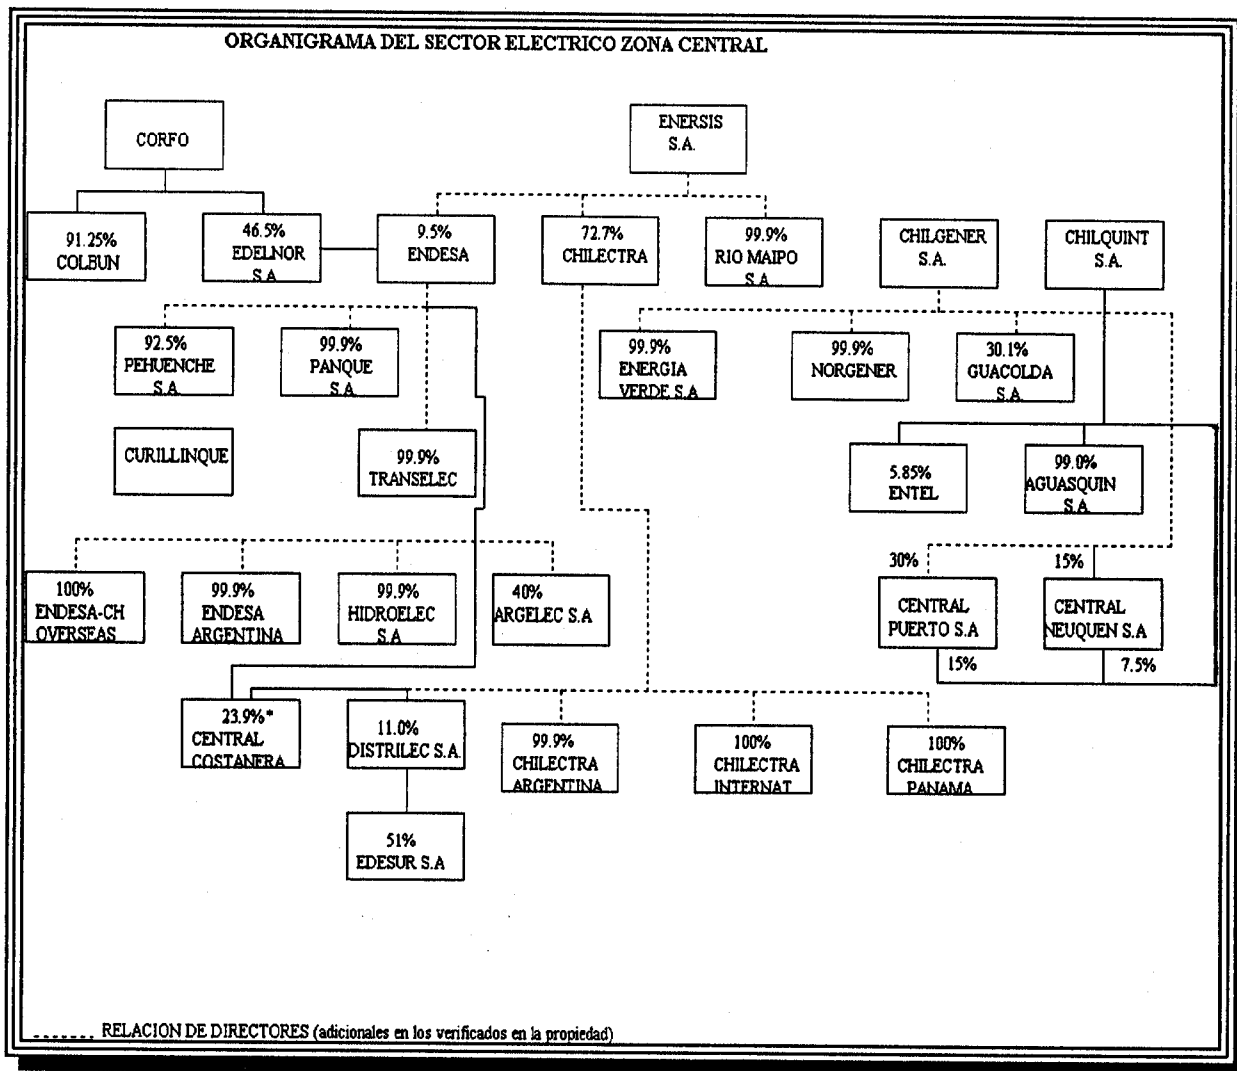 ORGANIGRAMA DEL SECTOR ELECTRICO ZONA CENTRAL
CORFO
ENERSIS
S.A.
91.25%
COLBUN
46.5%
EDELNOR
S.A
9.5%
ENDESA
72.7%
CHILECTRA
99.9%
RIO MAIPO
S.A
CHILGENER
S.A.
CHILQUINT
S.A.
92.5%
PEHUENCHE
S.A
99.9%
PANQUE
S.A.
99.9%
ENERGIA
VERDE S.A
99.9%
NORGENER
30.1%
GUACOLDA
S.A.
CURILLINQUE
99.9%
TRANSELEC
5.85%
ENTEL
99.0%
AGUASQUIN
S.A.
100%
ENDESA-CH
OVERSEAS
99.9%
ENDESA
ARGENTINA
99.9%
HIDROELEC
S.A
40%
ARGELEC S.A
30%
CENTRAL
PUERTO S.A
15%
15%
CENTRAL
NEUQUEN S.A
7.5%
23.9%*
CENTRAL
COSTANERA
11.0%
DISTRILEC S.A.
99.9%
CHILECTRA
ARGENTINA
100%
CHILECTRA
INTERNAT
100%
CHILECTRA
PANAMA
51%
EDESUR S.A
....... RELACION DE DIRECTORES (adicionales en los verificados en la propiedad)